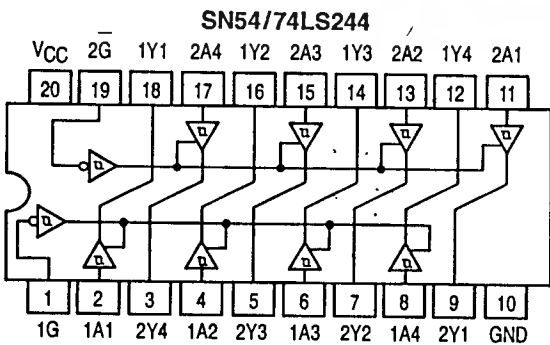 SN54/74LS244
VCC 2G̅ 1Y1 2A4 1Y2 2A3 1Y3 2A2 1Y4 2A1
20 19 18 17 16 15 14 13 12 11
1 2 3 4 5 6 7 8 9 10
1G 1A1 2Y4 1A2 2Y3 1A3 2Y2 1A4 2Y1 GND